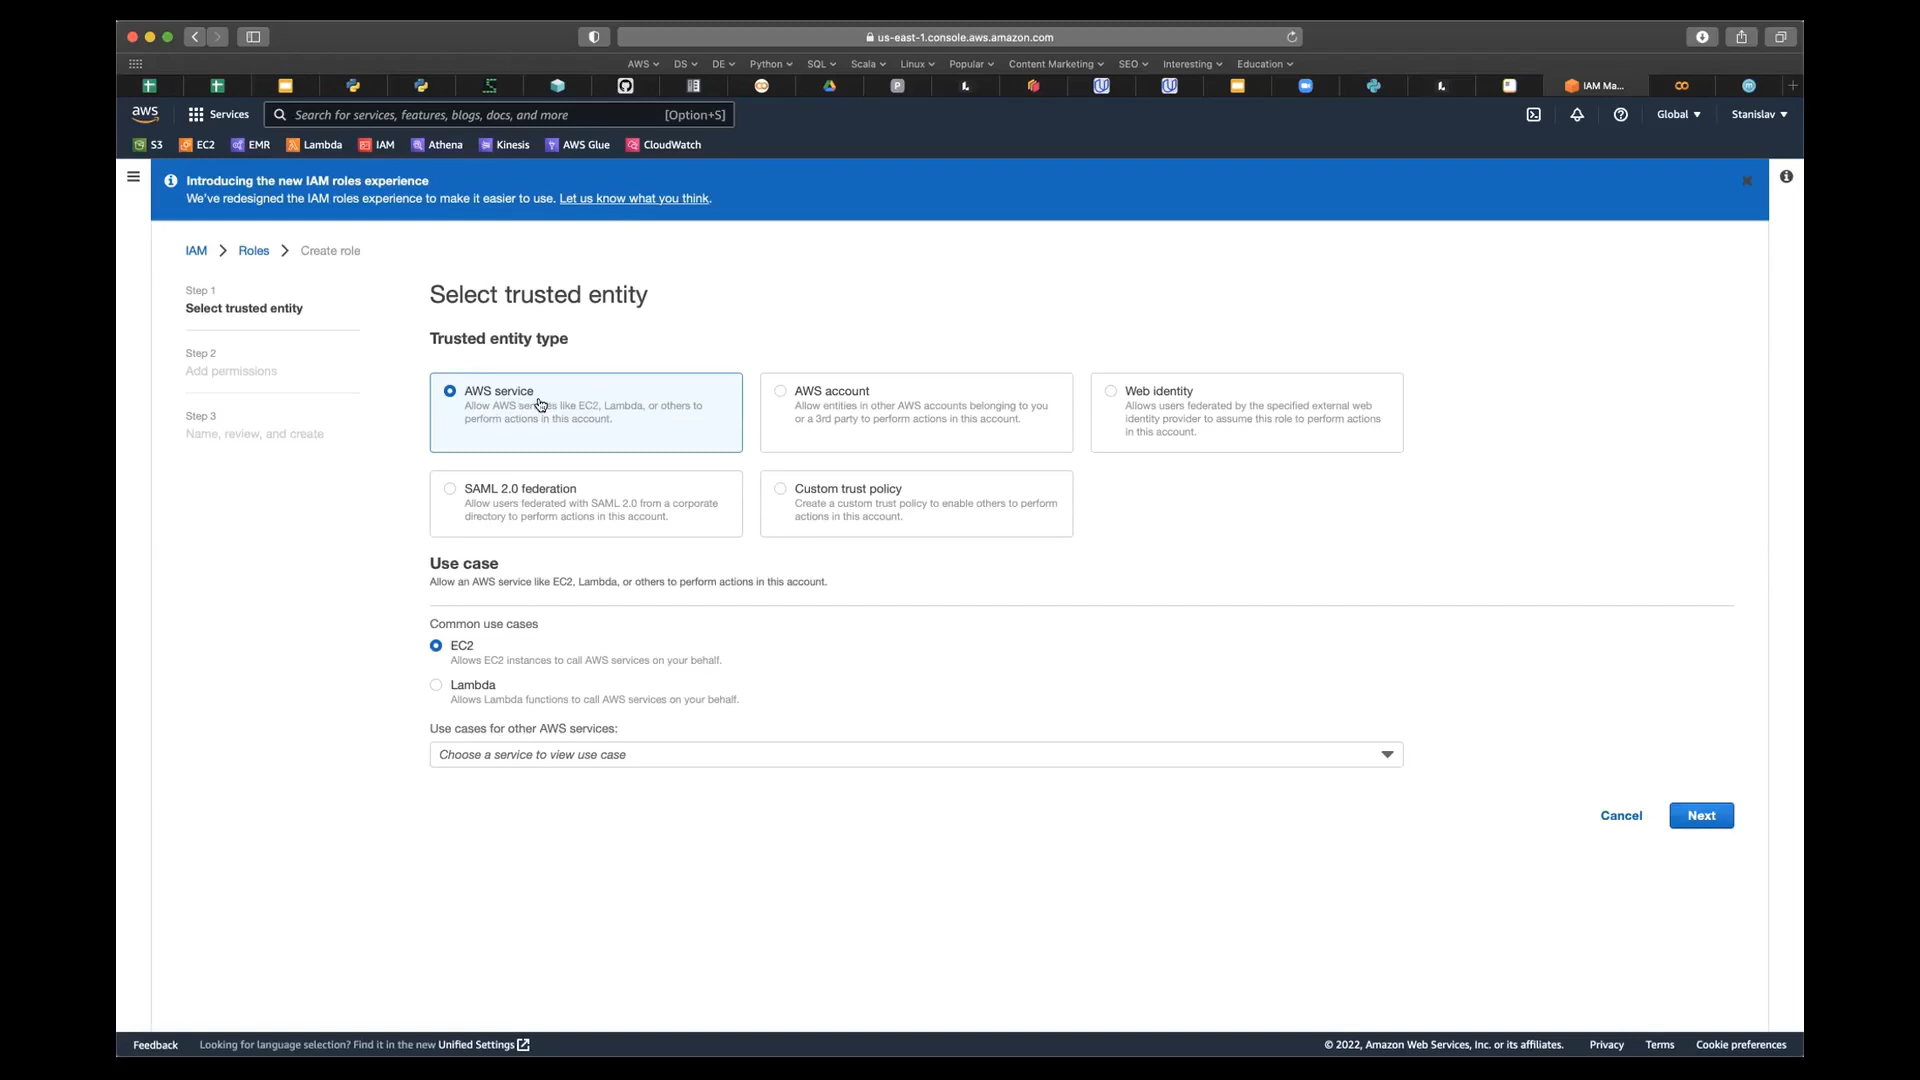 us-east-1.console.aws.amazon.com
AWS DS DE Python SQL Scala Linux Popular Content Marketing SEO Interesting Education
IAM Ma...
aws Services Search for services, features, blogs, docs, and more [Option+S] Global Stanislav
S3 EC2 EMR Lambda IAM Athena Kinesis AWS Glue CloudWatch
Introducing the new IAM roles experience
We've redesigned the IAM roles experience to make it easier to use. Let us know what you think.
IAM > Roles > Create role
Step 1
Select trusted entity
Step 2
Add permissions
Step 3
Name, review, and create
Select trusted entity
Trusted entity type
AWS service
Allow AWS services like EC2, Lambda, or others to
perform actions in this account.
AWS account
Allow entities in other AWS accounts belonging to you
or a 3rd party to perform actions in this account.
Web identity
Allows users federated by the specified external web
identity provider to assume this role to perform actions
in this account.
SAML 2.0 federation
Allow users federated with SAML 2.0 from a corporate
directory to perform actions in this account.
Custom trust policy
Create a custom trust policy to enable others to perform
actions in this account.
Use case
Allow an AWS service like EC2, Lambda, or others to perform actions in this account.
Common use cases
EC2
Allows EC2 instances to call AWS services on your behalf.
Lambda
Allows Lambda functions to call AWS services on your behalf.
Use cases for other AWS services:
Choose a service to view use case
Cancel Next
Feedback Looking for language selection? Find it in the new Unified Settings © 2022, Amazon Web Services, Inc. or its affiliates. Privacy Terms Cookie preferences